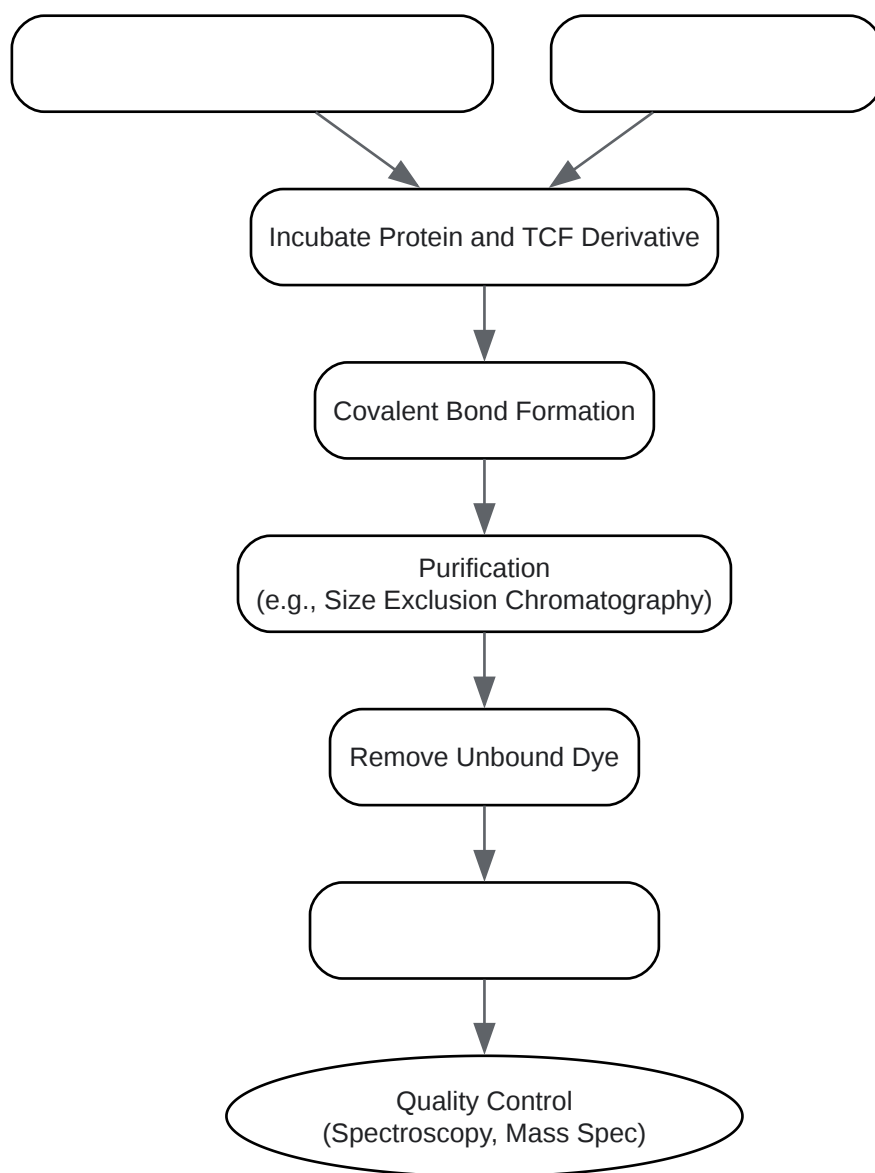 Incubate Protein and TCF Derivative
Covalent Bond Formation
Purification
(e.g., Size Exclusion Chromatography)
Remove Unbound Dye
Quality Control
(Spectroscopy, Mass Spec)